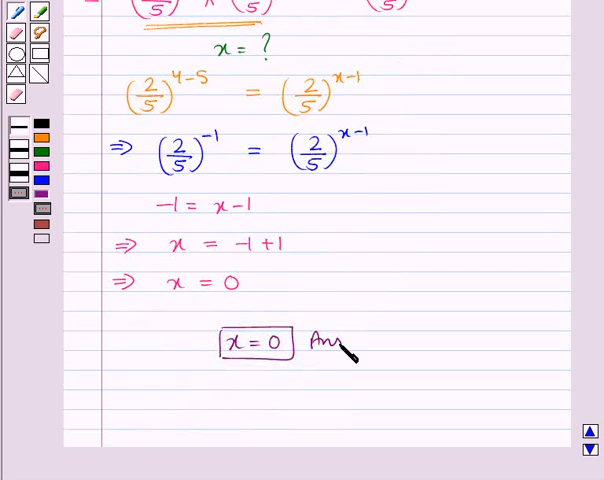 x = ?
(2/5)^4-5 = (2/5)^x-1
⇒ (2/5)^-1 = (2/5)^x-1
-1 = x-1
⇒ x = -1+1
⇒ x = 0
x = 0 Ans